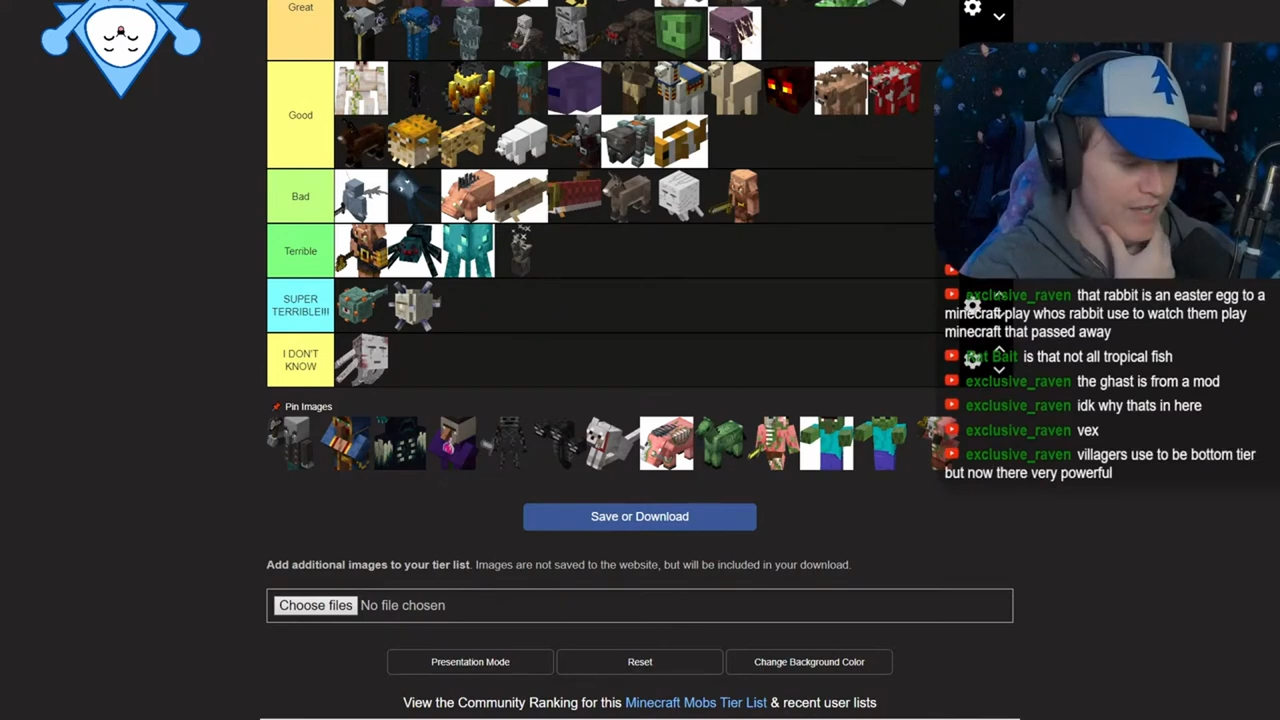 Great
Good
Bad
Terrible
SUPER
TERRIBLE!!!
I DON'T
KNOW
Pin Images
exclusive_raven that rabbit is an easter egg to a
minecraft play whos rabbit use to watch them play
minecraft that passed away
Bait is that not all tropical fish
exclusive_raven the ghast is from a mod
exclusive_raven idk why thats in here
exclusive_raven vex
exclusive_raven villagers use to be bottom tier
but now there very powerful
Save or Download
Add additional images to your tier list. Images are not saved to the website, but will be included in your download.
Choose files No file chosen
Presentation Mode
Reset
Change Background Color
View the Community Ranking for this Minecraft Mobs Tier List & recent user lists